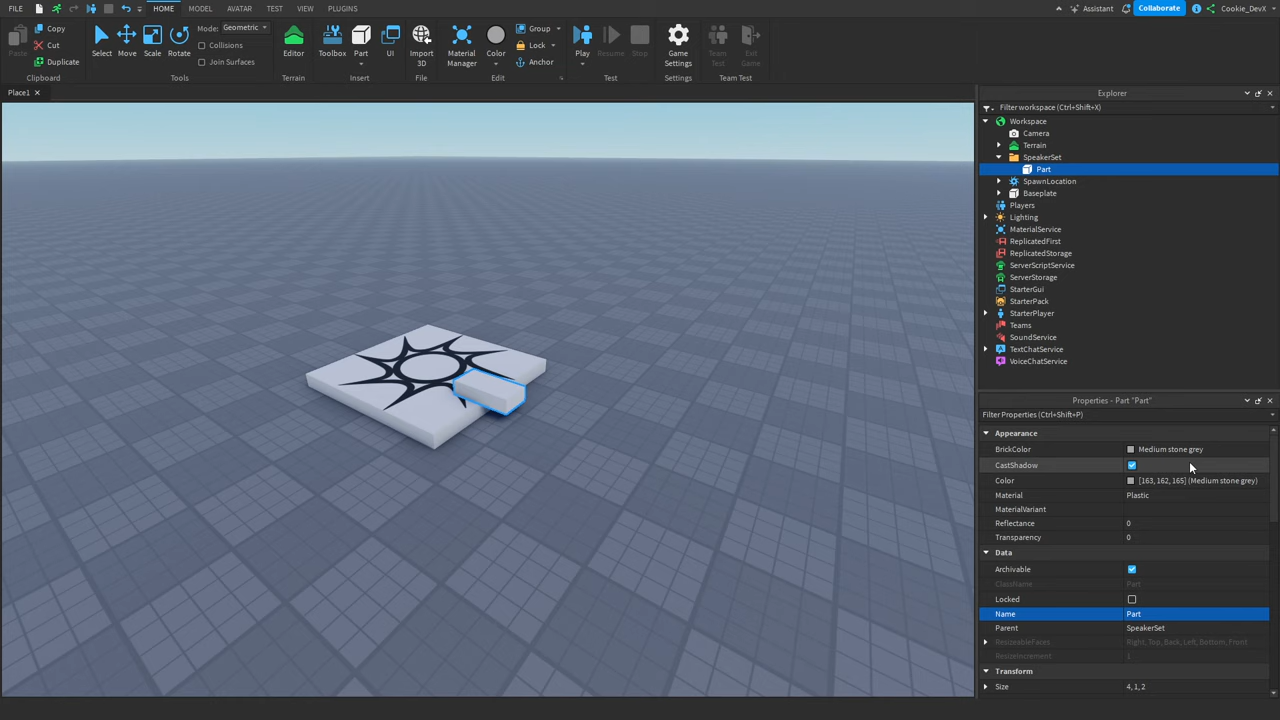 FILE HOME MODEL AVATAR TEST VIEW PLUGINS Assistant Collaborate Cookie_DevX
Paste Copy Cut Duplicate Clipboard
Select Move Scale Rotate Mode: Geometric Collisions Join Surfaces Tools
Editor Terrain
Toolbox Part UI Insert
Import 3D File
Material Manager Color Group Lock Anchor Edit
Play Resume Stop Test
Game Settings Settings
Team Test Exit Game Team Test
Place1
Explorer
Filter workspace (Ctrl+Shift+X)
Workspace
Camera
Terrain
SpeakerSet
Part
SpawnLocation
Baseplate
Players
Lighting
MaterialService
ReplicatedFirst
ReplicatedStorage
ServerScriptService
ServerStorage
StarterGui
StarterPack
StarterPlayer
Teams
SoundService
TextChatService
VoiceChatService
Properties - Part "Part"
Filter Properties (Ctrl+Shift+P)
Appearance
BrickColor Medium stone grey
CastShadow
Color [163, 162, 165] (Medium stone grey)
Material Plastic
MaterialVariant
Reflectance 0
Transparency 0
Data
Archivable
ClassName Part
Locked
Name Part
Parent SpeakerSet
ResizeableFaces Right, Top, Back, Left, Bottom, Front
ResizeIncrement 1
Transform
Size 4, 1, 2